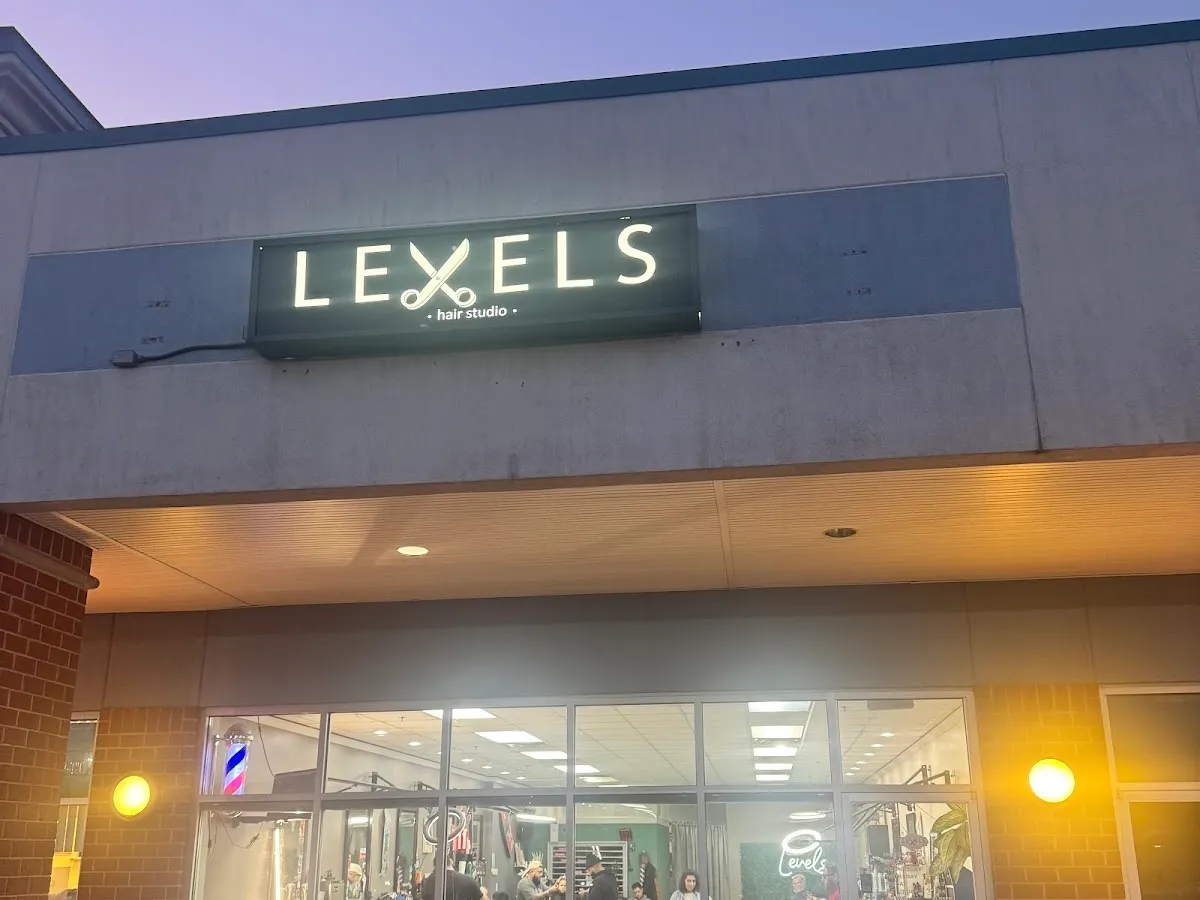 LEVELS
• hair studio •
Levels